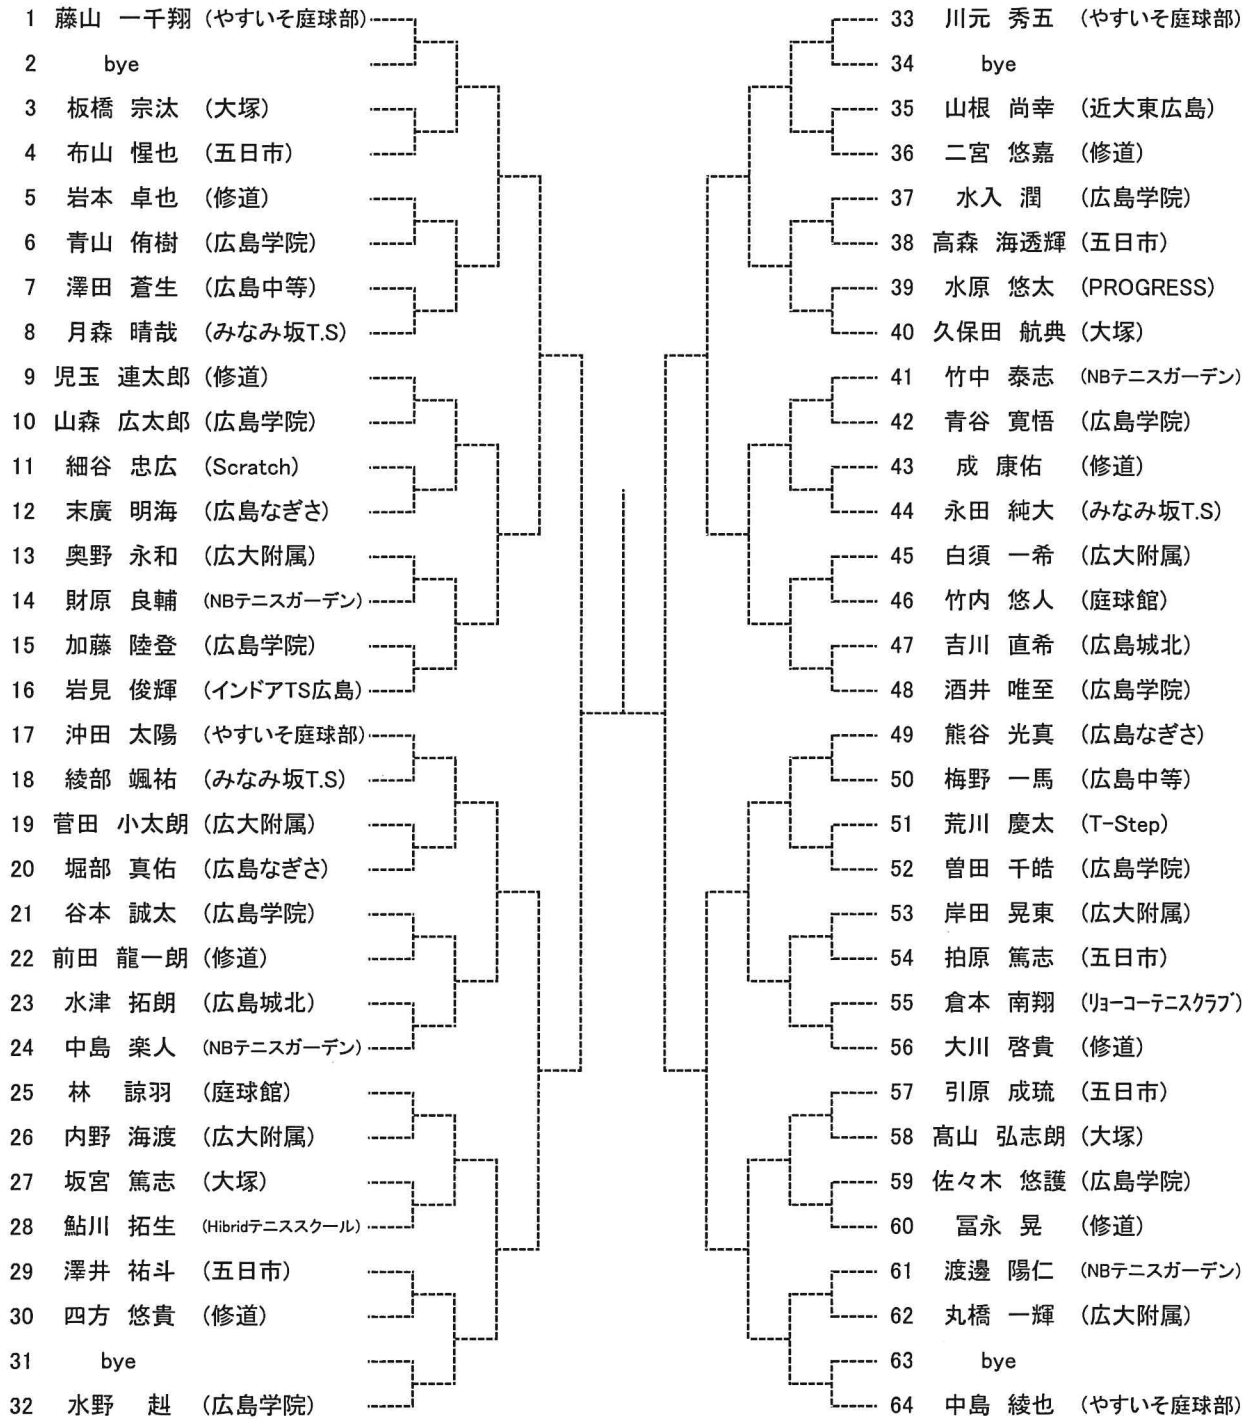 1 藤山 一千翔 (やすいそ庭球部)
2 bye
3 板橋 宗汰 (大塚)
4 布山 惺也 (五日市)
5 岩本 卓也 (修道)
6 青山 侑樹 (広島学院)
7 澤田 蒼生 (広島中等)
8 月森 晴哉 (みなみ坂T.S)
9 児玉 連太郎 (修道)
10 山森 広太郎 (広島学院)
11 細谷 忠広 (Scratch)
12 末廣 明海 (広島なぎさ)
13 奥野 永和 (広大附属)
14 財原 良輔 (NBテニスガーデン)
15 加藤 陸登 (広島学院)
16 岩見 俊輝 (インドアTS広島)
17 沖田 太陽 (やすいそ庭球部)
18 綾部 颯祐 (みなみ坂T.S)
19 菅田 小太朗 (広大附属)
20 堀部 真佑 (広島なぎさ)
21 谷本 誠太 (広島学院)
22 前田 龍一朗 (修道)
23 水津 拓朗 (広島城北)
24 中島 楽人 (NBテニスガーデン)
25 林 諒羽 (庭球館)
26 内野 海渡 (広大附属)
27 坂宮 篤志 (大塚)
28 鮎川 拓生 (Hibridテニススクール)
29 澤井 祐斗 (五日市)
30 四方 悠貴 (修道)
31 bye
32 水野 赳 (広島学院)
33 川元 秀五 (やすいそ庭球部)
34 bye
35 山根 尚幸 (近大東広島)
36 二宮 悠嘉 (修道)
37 水入 潤 (広島学院)
38 高森 海透輝 (五日市)
39 水原 悠太 (PROGRESS)
40 久保田 航典 (大塚)
41 竹中 泰志 (NBテニスガーデン)
42 青谷 寛悟 (広島学院)
43 成 康佑 (修道)
44 永田 純大 (みなみ坂T.S)
45 白須 一希 (広大附属)
46 竹内 悠人 (庭球館)
47 吉川 直希 (広島城北)
48 酒井 唯至 (広島学院)
49 熊谷 光真 (広島なぎさ)
50 梅野 一馬 (広島中等)
51 荒川 慶太 (T-Step)
52 曽田 千皓 (広島学院)
53 岸田 晃東 (広大附属)
54 拍原 篤志 (五日市)
55 倉本 南翔 (リョーコーテニスクラブ)
56 大川 啓貴 (修道)
57 引原 成琉 (五日市)
58 髙山 弘志朗 (大塚)
59 佐々木 悠護 (広島学院)
60 冨永 晃 (修道)
61 渡邊 陽仁 (NBテニスガーデン)
62 丸橋 一輝 (広大附属)
63 bye
64 中島 綾也 (やすいそ庭球部)